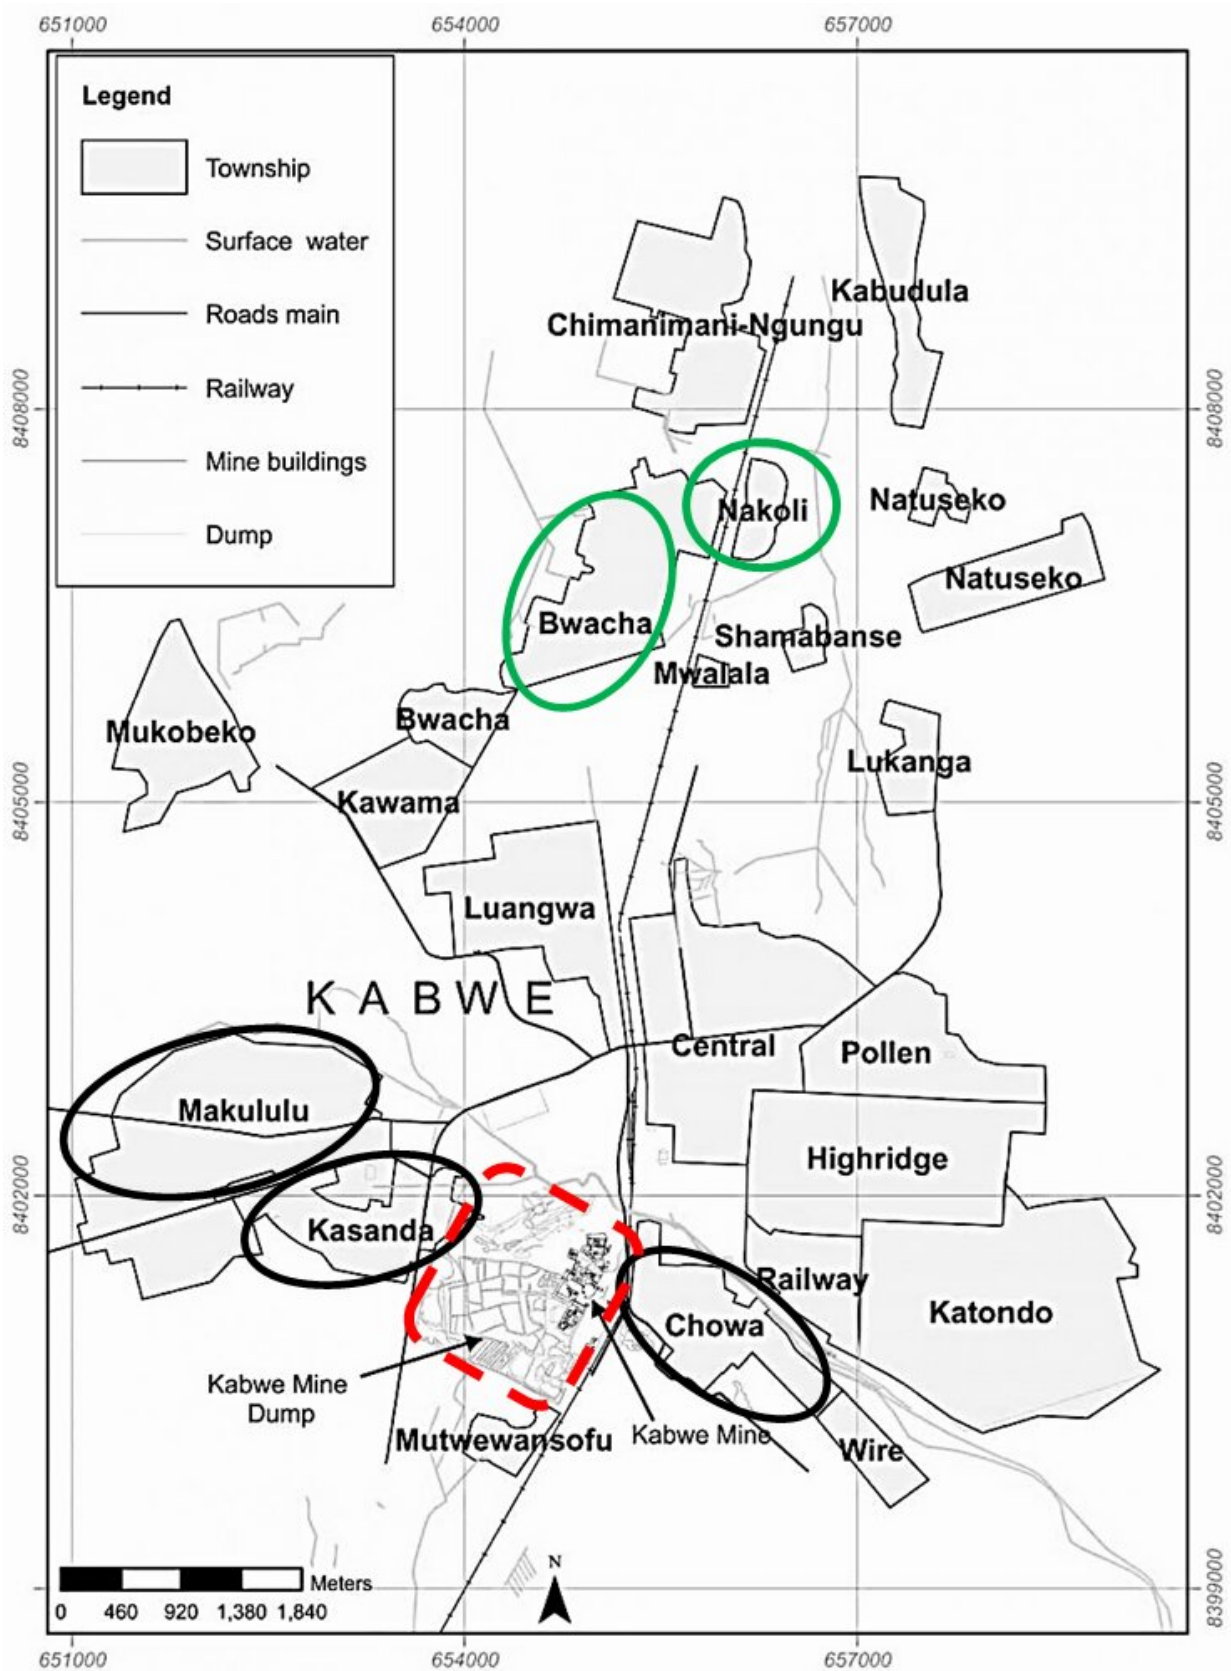 651000
654000
657000
Legend
Township
Surface water
Roads main
Railway
Mine buildings
Dump
Kabudula
Chimanimani-Ngungu
8408000
8408000
Nakoli
Natuseko
Natuseko
Bwacha
Shamabanse
Mwalala
Bwacha
Mukobeko
Lukanga
Kawama
8405000
8405000
Luangwa
KABWE
Central
Pollen
Makululu
Highridge
8402000
8402000
Kasanda
Railway
Chowa
Katondo
Kabwe Mine
Dump
Mutwewansofu
Kabwe Mine
Wire
N
Meters
0 460 920 1,380 1,840
8399000
651000
654000
657000